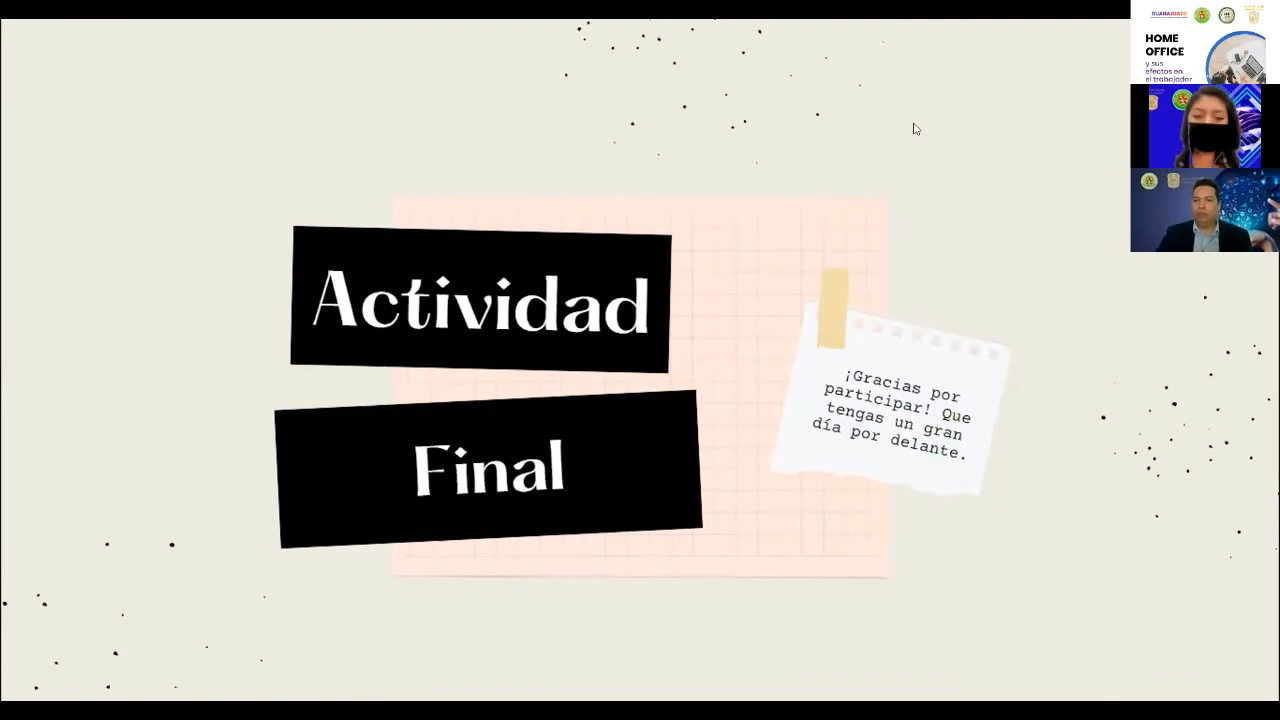 GUANAJUATO
HOME
OFFICE
y sus
efectos en
el trabajador
Actividad
Final
¡Gracias por
participar! Que
tengas un gran
día por delante.